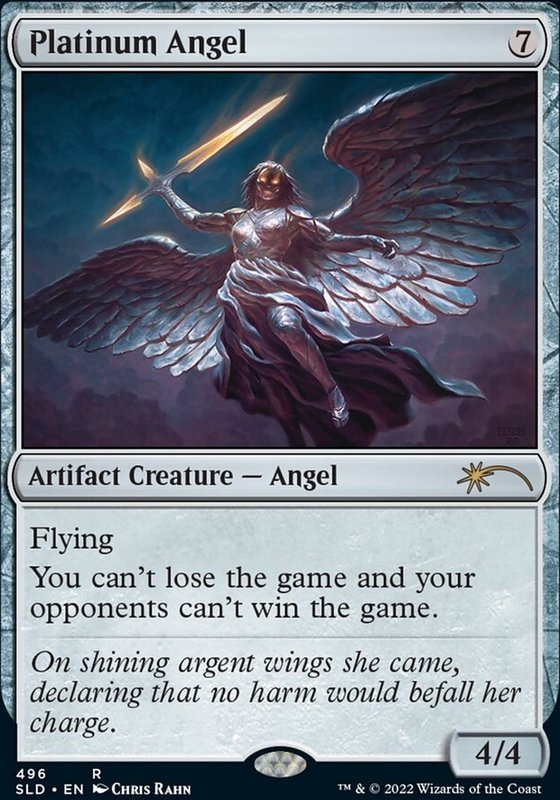 Platinum Angel 7
Artifact Creature — Angel
Flying
You can't lose the game and your
opponents can't win the game.
On shining argent wings she came,
declaring that no harm would befall her
charge.
4/4
496 R
SLD • EN Chris Rahn
™ & © 2022 Wizards of the Coast